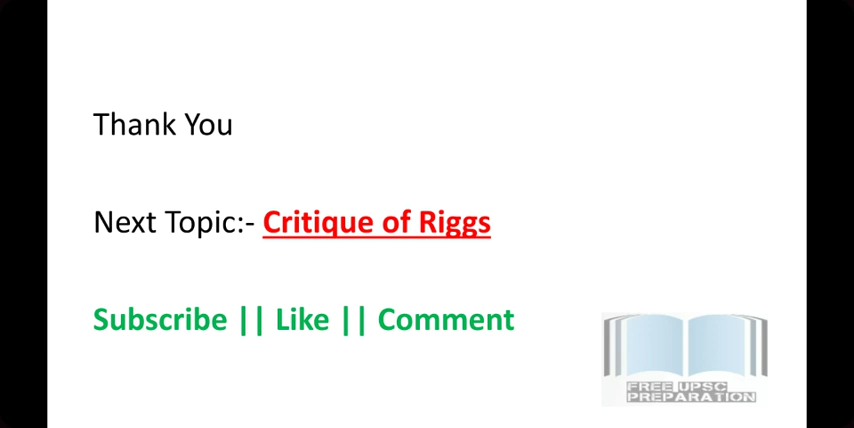 Thank You
Next Topic:- Critique of Riggs
Subscribe || Like || Comment
FREE UPSC
PREPARATION